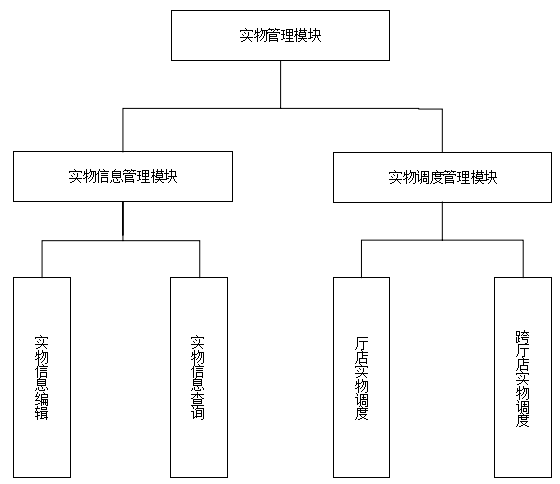 实物管理模块
实物信息管理模块
实物调度管理模块
实物信息编辑
实物信息查询
厅店实物调度
跨厅店实物调度